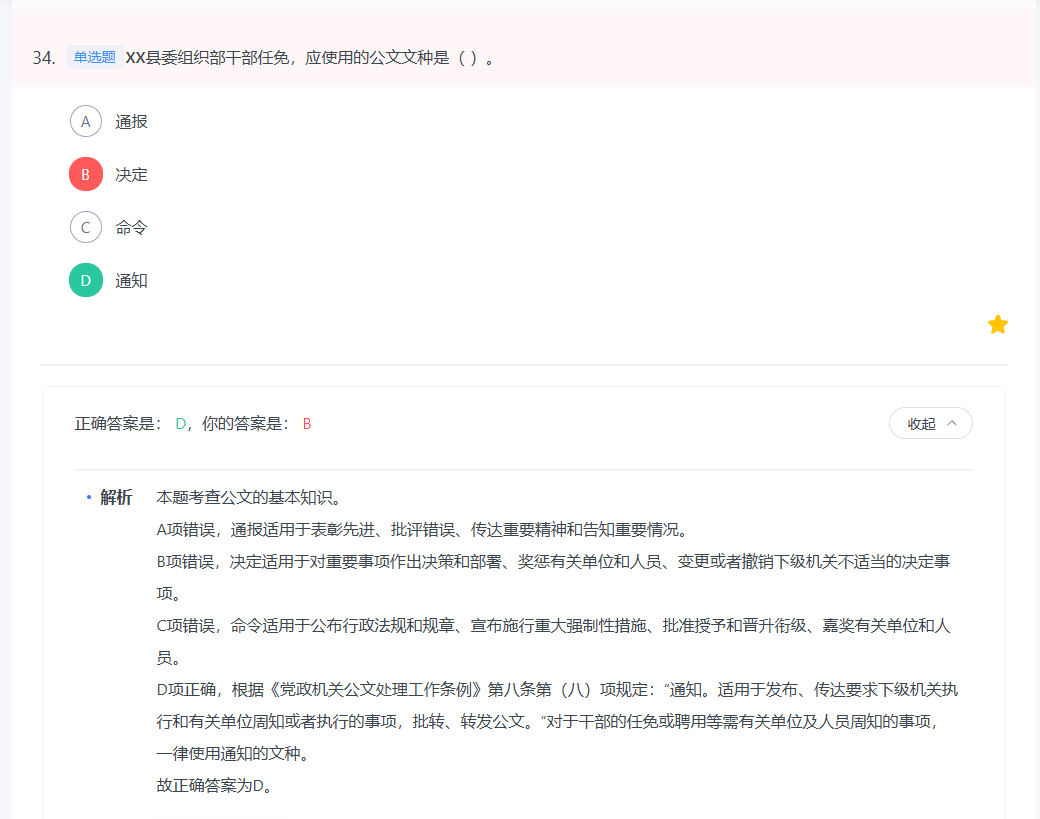 34. 单选题 XX县委组织部干部任免，应使用的公文文种是（ ）。
A 通报
B 决定
C 命令
D 通知
正确答案是： D，你的答案是： B
收起
解析 本题考查公文的基本知识。
A项错误，通报适用于表彰先进、批评错误、传达重要精神和告知重要情况。
B项错误，决定适用于对重要事项作出决策和部署、奖惩有关单位和人员、变更或者撤销下级机关不适当的决定事
项。
C项错误，命令适用于公布行政法规和规章、宣布施行重大强制性措施、批准授予和晋升衔级、嘉奖有关单位和人
员。
D项正确，根据《党政机关公文处理工作条例》第八条第（八）项规定：“通知。适用于发布、传达要求下级机关执
行和有关单位周知或者执行的事项，批转、转发公文。”对于干部的任免或聘用等需有关单位及人员周知的事项，
一律使用通知的文种。
故正确答案为D。